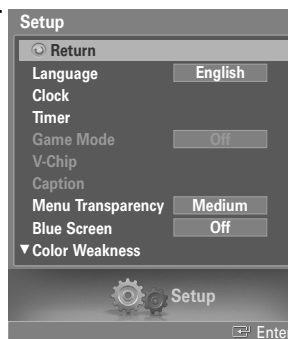 Setup
Return
Language English
Clock
Timer
Game Mode Off
V-Chip
Caption
Menu Transparency Medium
Blue Screen Off
▼ Color Weakness
Setup
Enter